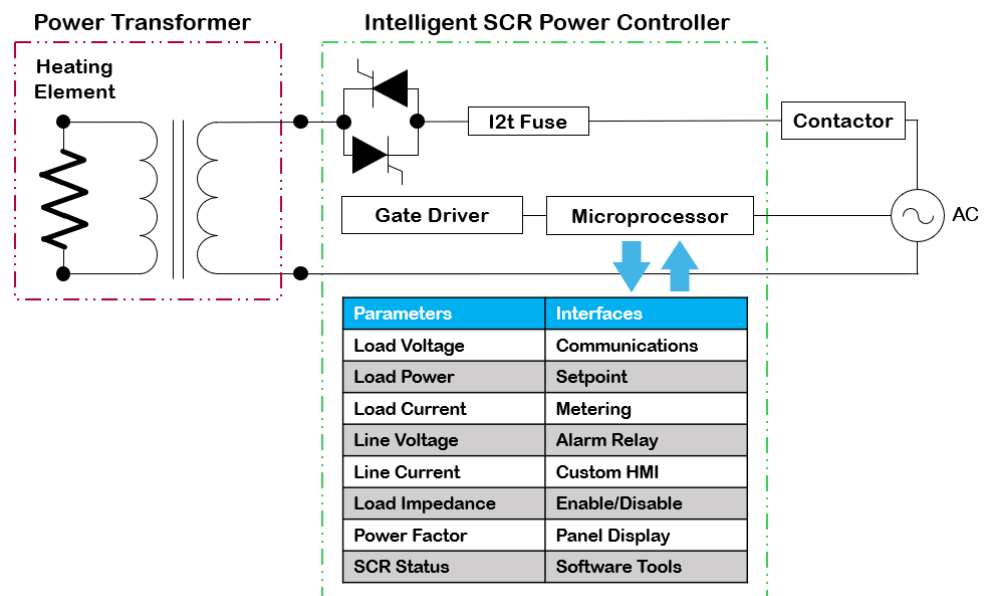 Power Transformer
Intelligent SCR Power Controller
Heating
Element
I2t Fuse
Contactor
Gate Driver
Microprocessor
AC
Parameters Interfaces
Load Voltage Communications
Load Power Setpoint
Load Current Metering
Line Voltage Alarm Relay
Line Current Custom HMI
Load Impedance Enable/Disable
Power Factor Panel Display
SCR Status Software Tools